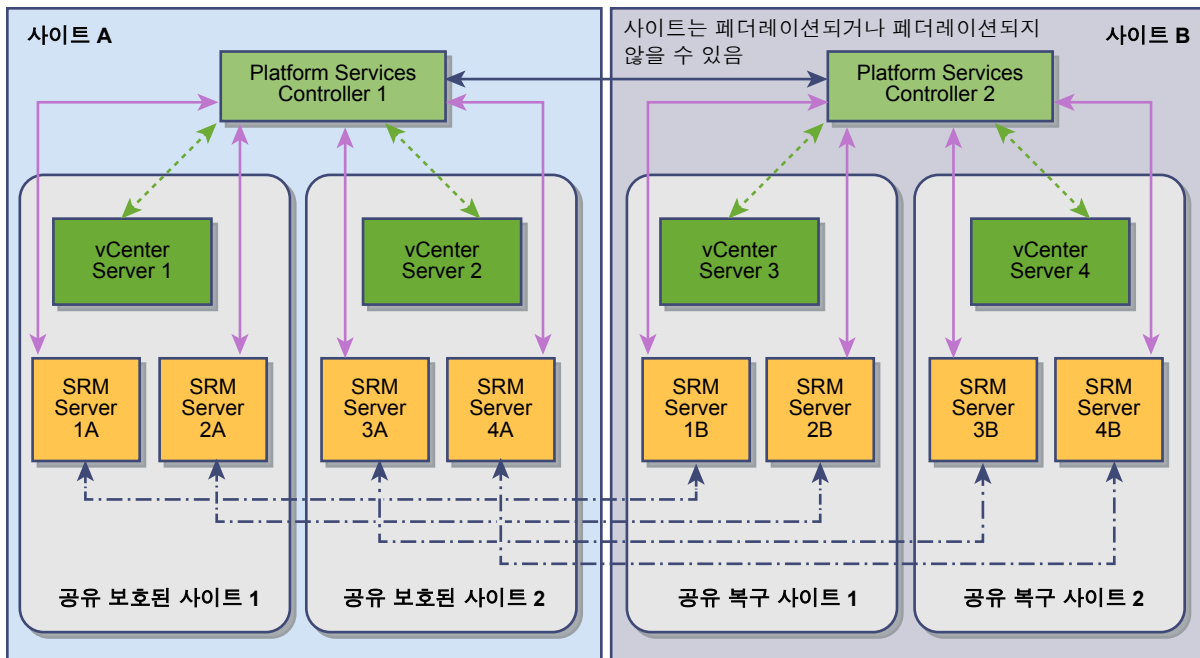 사이트 A
사이트는 페더레이션되거나 페더레이션되지
않을 수 있음
사이트 B
Platform Services
Controller 1
Platform Services
Controller 2
vCenter
Server 1
vCenter
Server 2
vCenter
Server 3
vCenter
Server 4
SRM
Server
1A
SRM
Server
2A
SRM
Server
3A
SRM
Server
4A
SRM
Server
1B
SRM
Server
2B
SRM
Server
3B
SRM
Server
4B
공유 보호된 사이트 1
공유 보호된 사이트 2
공유 복구 사이트 1
공유 복구 사이트 2